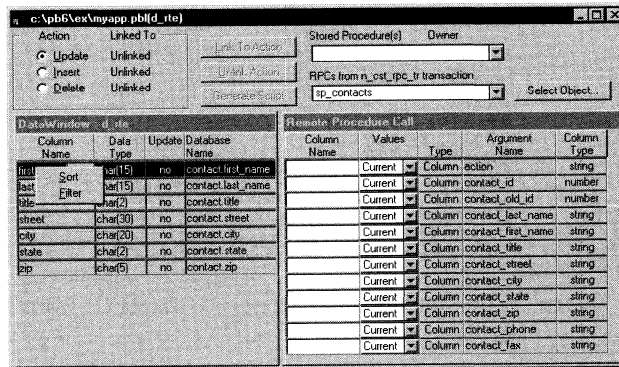 c:\pb6\ex\myapp.pbl(d_rte)
Action Linked To
Update Unlinked
Insert Unlinked
Delete Unlinked
Link To Action
Unlink Action
Generate Script
Stored Procedure(s) Owner
RPCs from n_cst_rpc_tr transaction
sp_contacts
Select Object...
DataWindow - d_rte
Column Name Data Type Update Database Name
first char(15) no contact.first_name
last char(15) no contact.last_name
title char(2) no contact.title
street char(30) no contact.street
city char(20) no contact.city
state char(2) no contact.state
zip char(5) no contact.zip
Sort
Filter
Remote Procedure Call
Column Name Values Type Argument Name Column Type
Current Column action string
Current Column contact_id number
Current Column contact_old_id number
Current Column contact_last_name string
Current Column contact_first_name string
Current Column contact_title string
Current Column contact_street string
Current Column contact_city string
Current Column contact_state string
Current Column contact_zip string
Current Column contact_phone string
Current Column contact_fax string